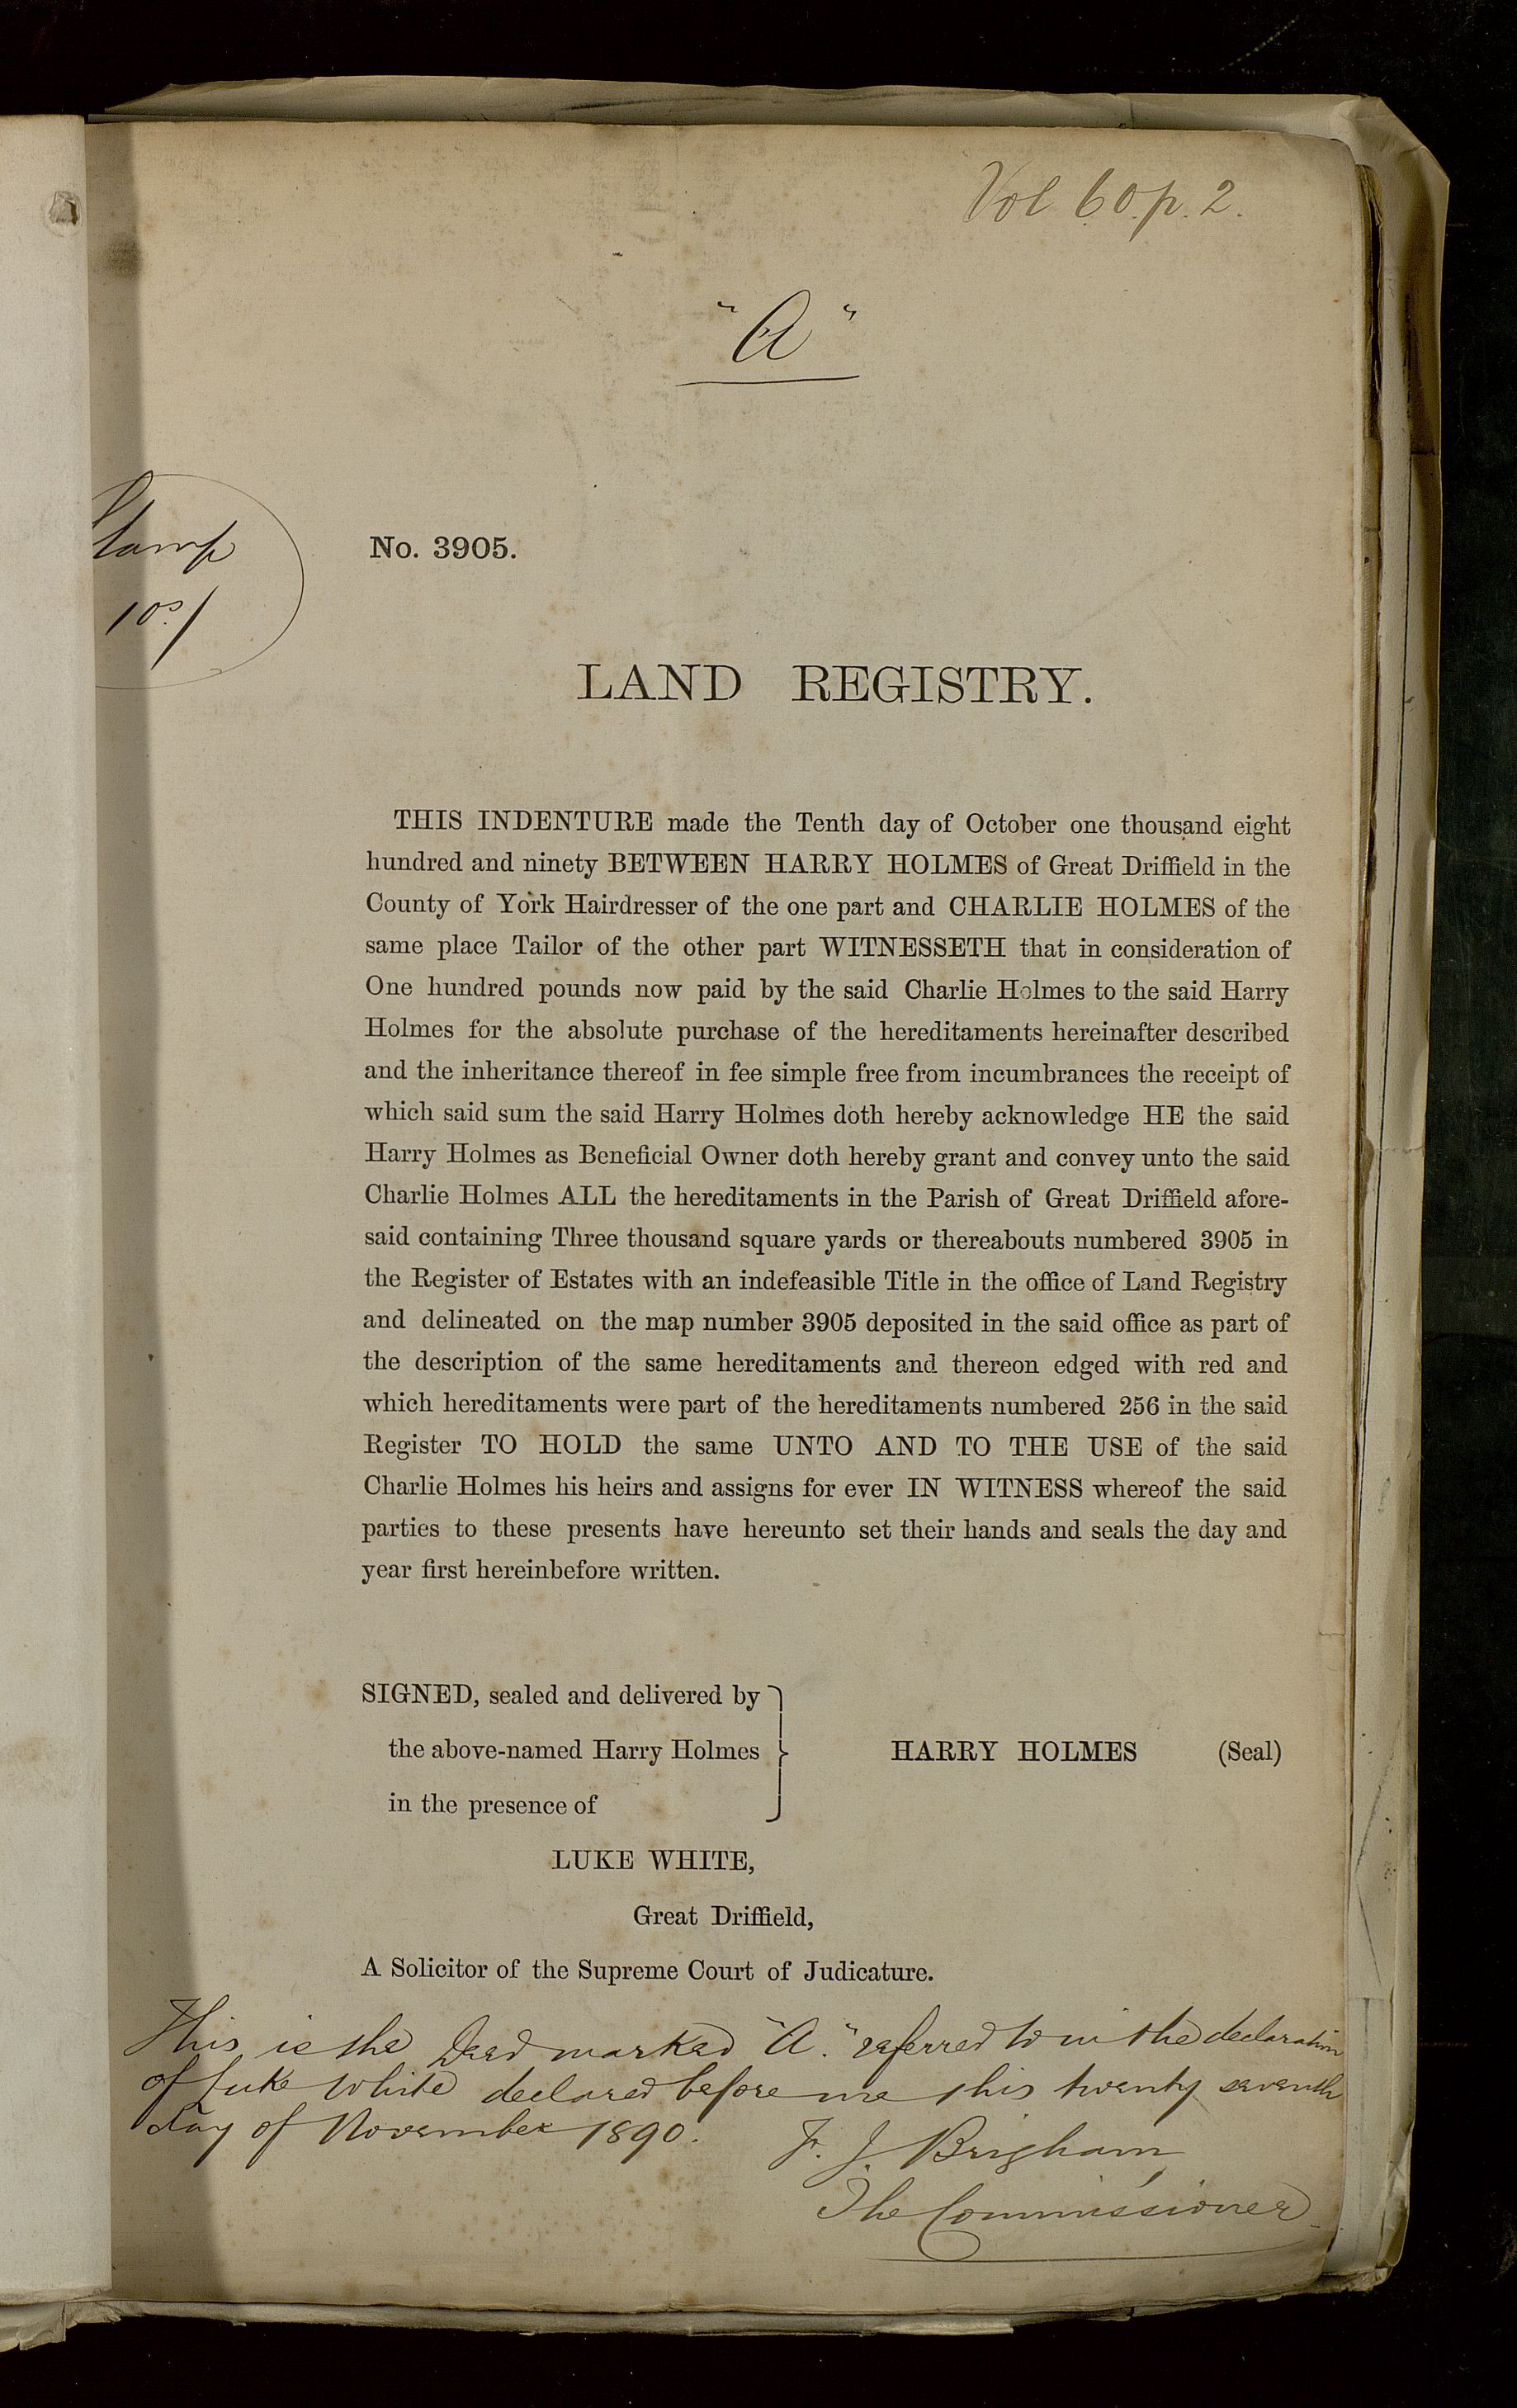 Vol 60. p. 2.
"A"
Stamp
10s/
No. 3905.
LAND REGISTRY.
THIS INDENTURE made the Tenth day of October one thousand eight
hundred and ninety BETWEEN HARRY HOLMES of Great Driffield in the
County of York Hairdresser of the one part and CHARLIE HOLMES of the
same place Tailor of the other part WITNESSETH that in consideration of
One hundred pounds now paid by the said Charlie Holmes to the said Harry
Holmes for the absolute purchase of the hereditaments hereinafter described
and the inheritance thereof in fee simple free from incumbrances the receipt of
which said sum the said Harry Holmes doth hereby acknowledge HE the said
Harry Holmes as Beneficial Owner doth hereby grant and convey unto the said
Charlie Holmes ALL the hereditaments in the Parish of Great Driffield afore-
said containing Three thousand square yards or thereabouts numbered 3905 in
the Register of Estates with an indefeasible Title in the office of Land Registry
and delineated on the map number 3905 deposited in the said office as part of
the description of the same hereditaments and thereon edged with red and
which hereditaments were part of the hereditaments numbered 256 in the said
Register TO HOLD the same UNTO AND TO THE USE of the said
Charlie Holmes his heirs and assigns for ever IN WITNESS whereof the said
parties to these presents have hereunto set their hands and seals the day and
year first hereinbefore written.
SIGNED, sealed and delivered by
the above-named Harry Holmes HARRY HOLMES (Seal)
in the presence of
LUKE WHITE,
Great Driffield,
A Solicitor of the Supreme Court of Judicature.
This is the Deed marked "A." referred to in the declaration
of Luke White declared before me this twenty seventh
day of November 1890.
F. J. Brigham
The Commissioner